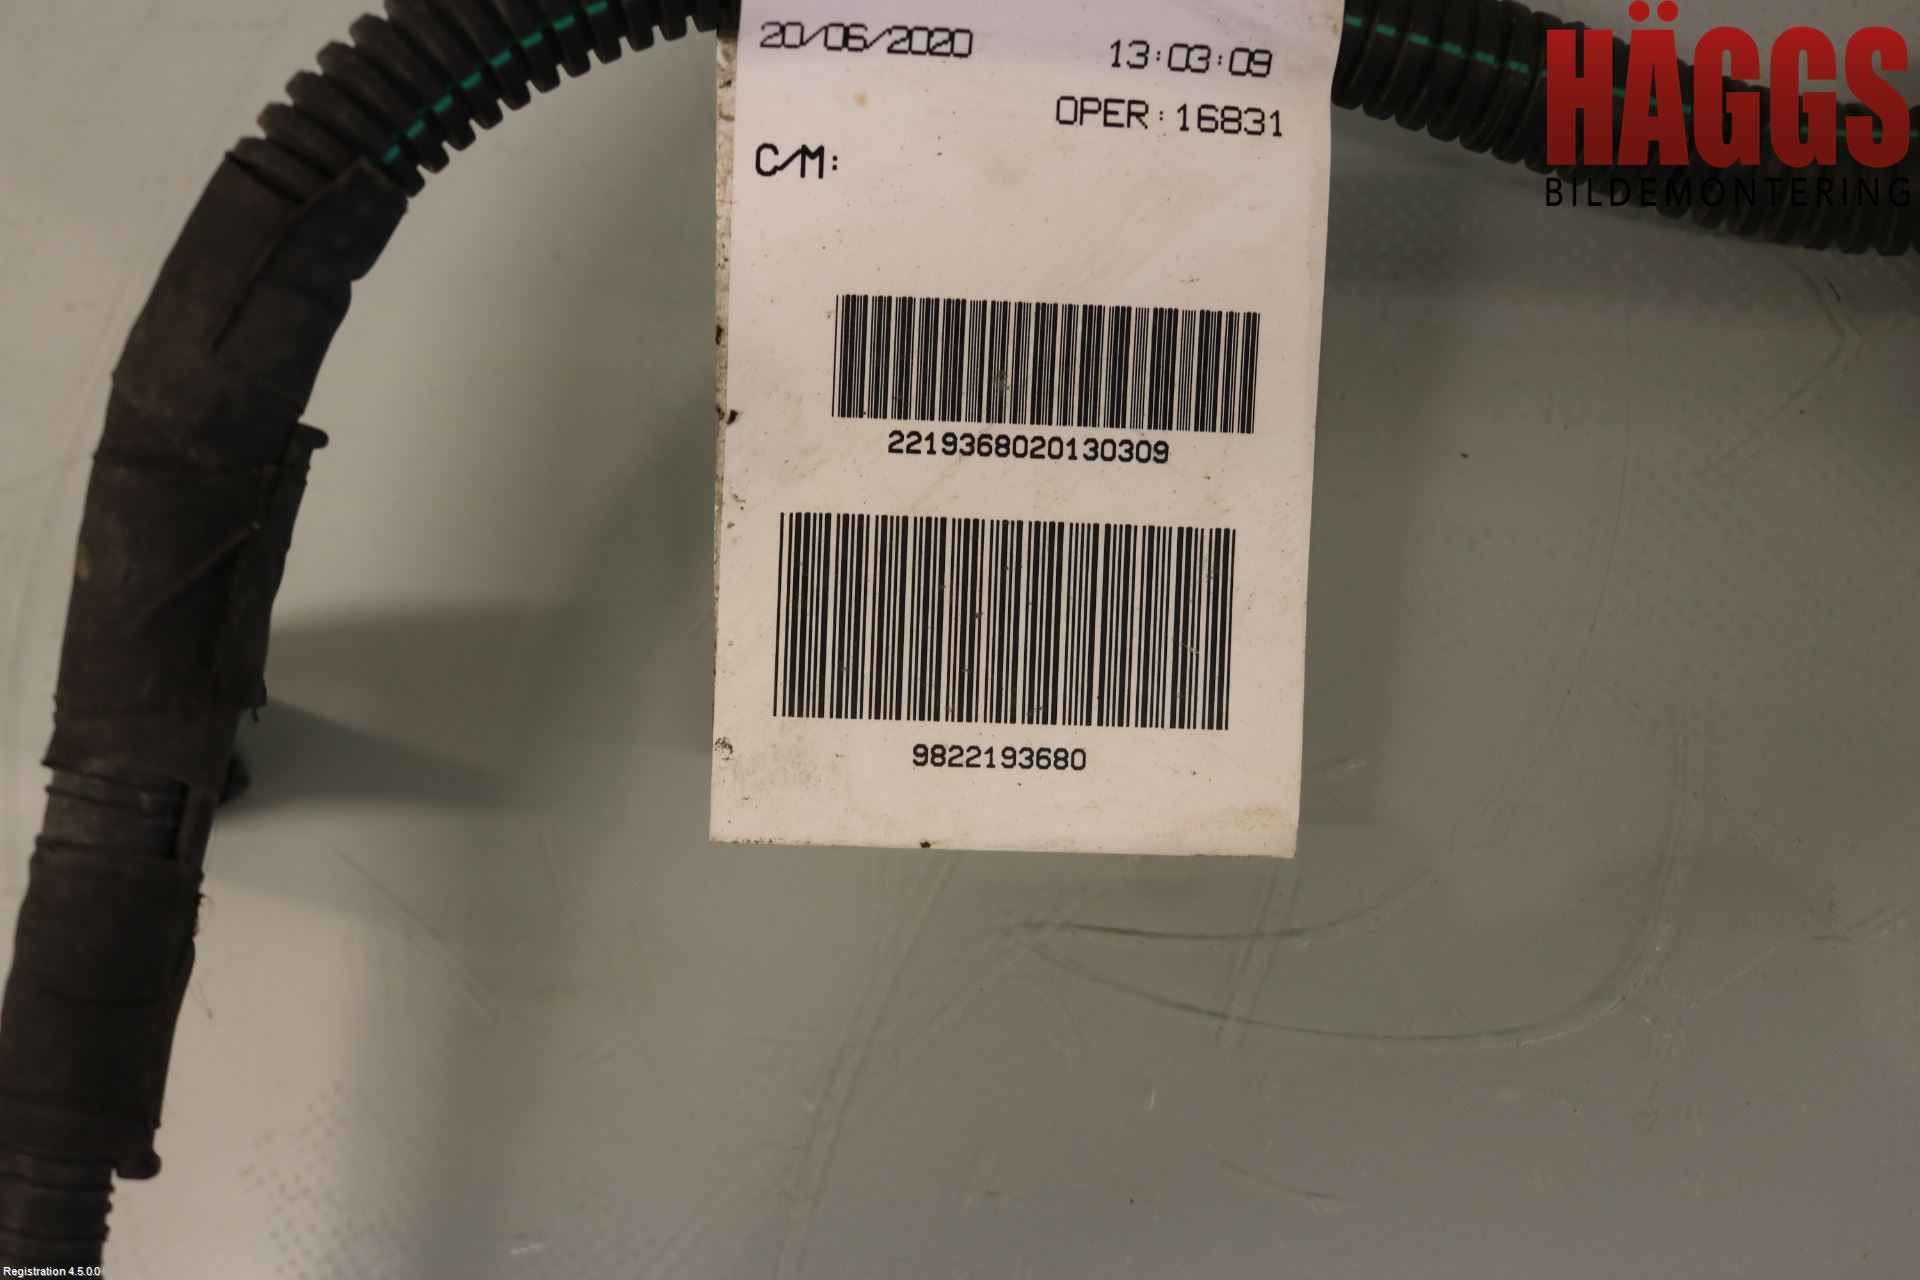 20/06/2020 13:03:09
OPER:16831
C/M:
2219368020130309
9822193680
HÄGGS
BILDEMONTERING
Registration 4.5.0.0